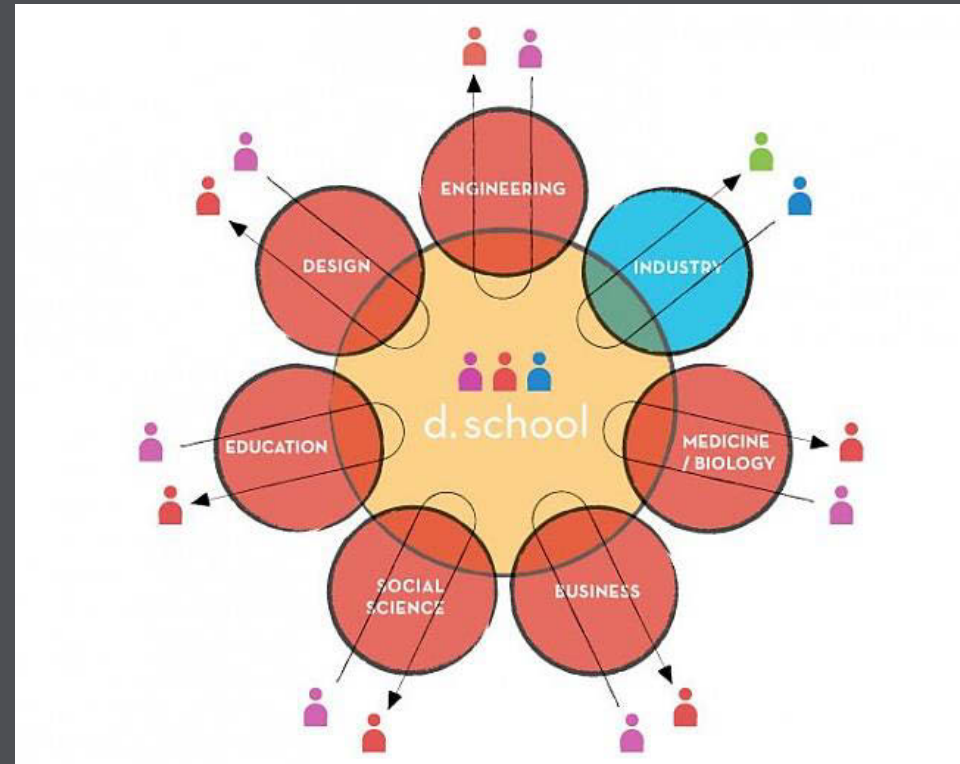 ENGINEERING
DESIGN
INDUSTRY
d.school
EDUCATION
MEDICINE
/ BIOLOGY
SOCIAL
SCIENCE
BUSINESS